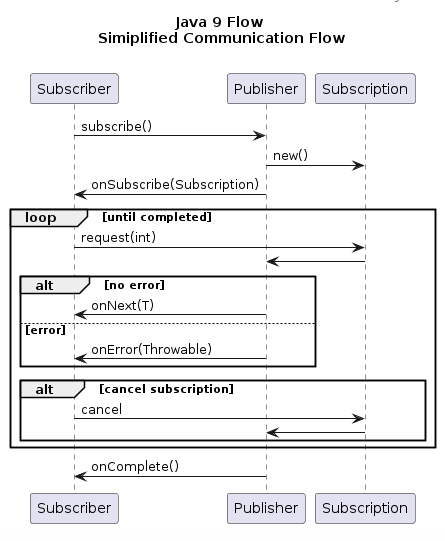 Java 9 Flow
Simiplified Communication Flow
Subscriber Publisher Subscription
subscribe()
new()
onSubscribe(Subscription)
loop [until completed]
request(int)
alt [no error]
onNext(T)
[error]
onError(Throwable)
alt [cancel subscription]
cancel
onComplete()
Subscriber Publisher Subscription